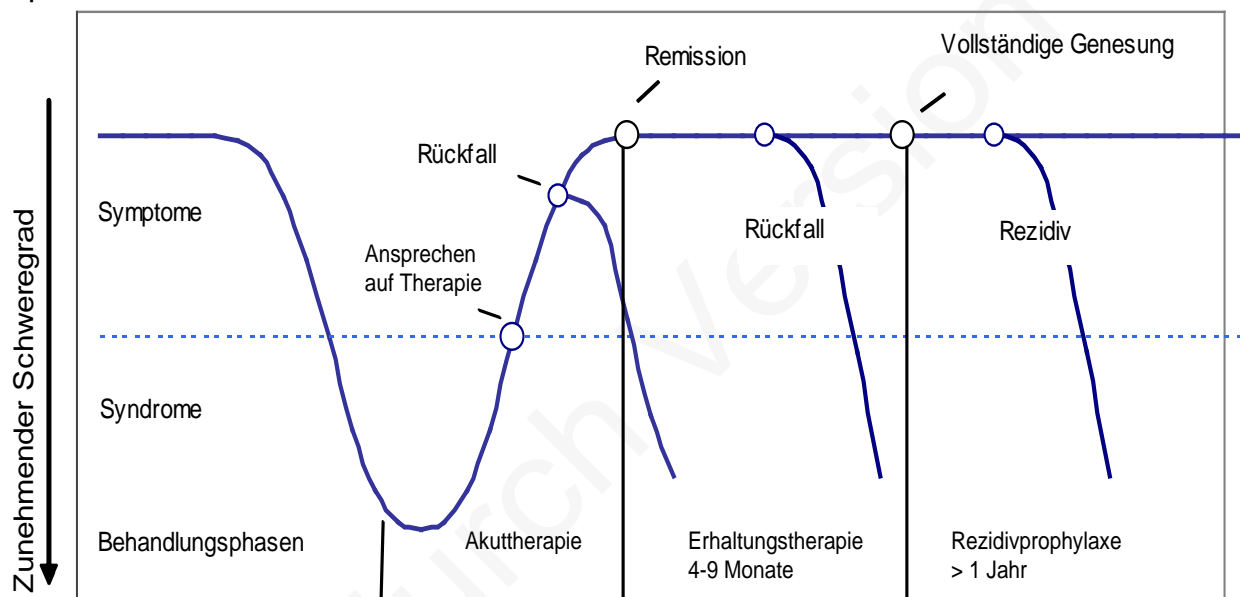 Remission
Vollständige Genesung
Rückfall
Symptome
Rückfall
Rezidiv
Ansprechen
auf Therapie
Syndrome
Behandlungsphasen
Akuttherapie
Erhaltungstherapie
4-9 Monate
Rezidivprophylaxe
> 1 Jahr
Zunehmender Schweregrad
Version